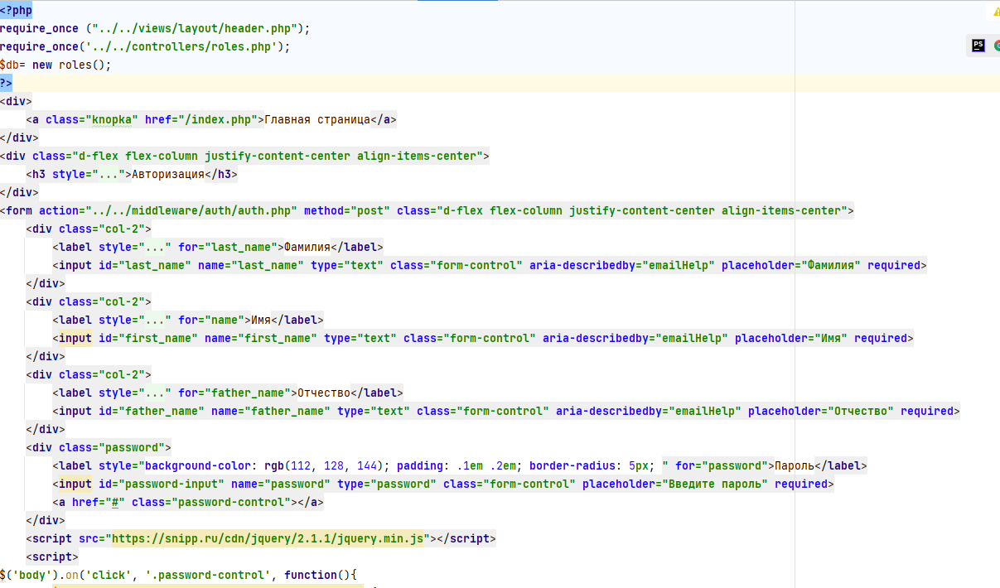 <?php
require_once ("../../views/layout/header.php");
require_once('../../controllers/roles.php');
$db= new roles();
?>
<div>
    <a class="knopka" href="/index.php">Главная страница</a>
</div>
<div class="d-flex flex-column justify-content-center align-items-center">
    <h3 style="...">Авторизация</h3>
</div>
<form action="../../middleware/auth/auth.php" method="post" class="d-flex flex-column justify-content-center align-items-center">
    <div class="col-2">
        <label style="..." for="last_name">Фамилия</label>
        <input id="last_name" name="last_name" type="text" class="form-control" aria-describedby="emailHelp" placeholder="Фамилия" required>
    </div>
    <div class="col-2">
        <label style="..." for="name">Имя</label>
        <input id="first_name" name="first_name" type="text" class="form-control" aria-describedby="emailHelp" placeholder="Имя" required>
    </div>
    <div class="col-2">
        <label style="..." for="father_name">Отчество</label>
        <input id="father_name" name="father_name" type="text" class="form-control" aria-describedby="emailHelp" placeholder="Отчество" required>
    </div>
    <div class="password">
        <label style="background-color: rgb(112, 128, 144); padding: .1em .2em; border-radius: 5px; " for="password">Пароль</label>
        <input id="password-input" name="password" type="password" class="form-control" placeholder="Введите пароль" required>
        <a href="#" class="password-control"></a>
    </div>
    <script src="https://snipp.ru/cdn/jquery/2.1.1/jquery.min.js"></script>
    <script>
$('body').on('click', '.password-control', function(){
PS